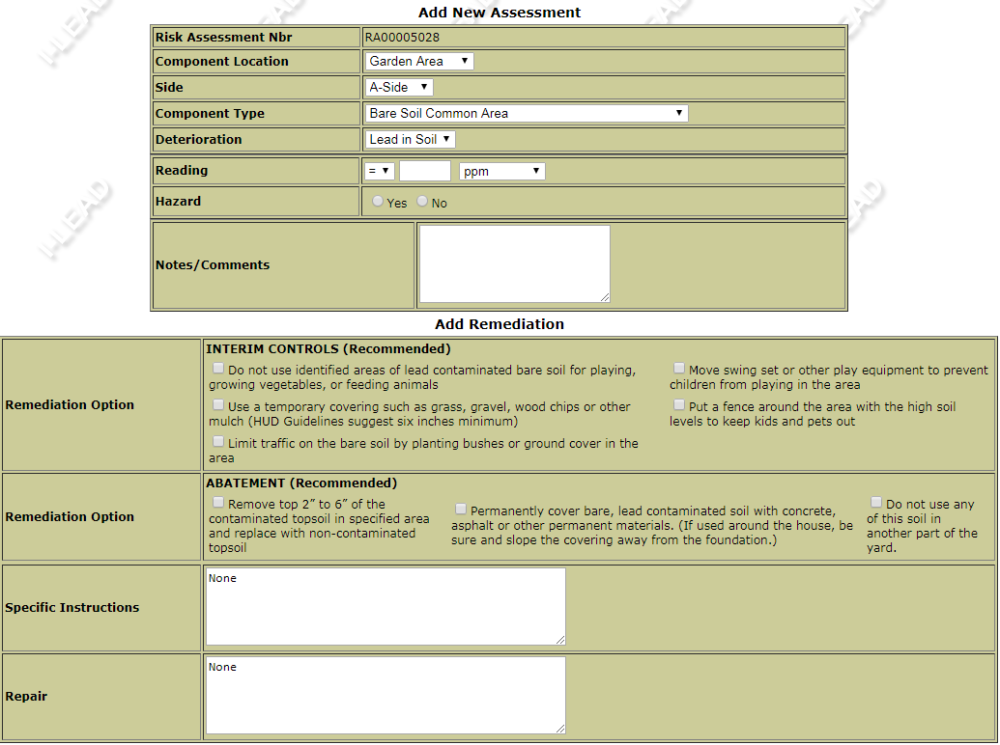 Add New Assessment
Risk Assessment Nbr RA00005028
Component Location Garden Area
Side A-Side
Component Type Bare Soil Common Area
Deterioration Lead in Soil
Reading = ppm
Hazard Yes No
Notes/Comments
Add Remediation
Remediation Option
INTERIM CONTROLS (Recommended)
Do not use identified areas of lead contaminated bare soil for playing,
growing vegetables, or feeding animals
Move swing set or other play equipment to prevent
children from playing in the area
Use a temporary covering such as grass, gravel, wood chips or other
mulch (HUD Guidelines suggest six inches minimum)
Put a fence around the area with the high soil
levels to keep kids and pets out
Limit traffic on the bare soil by planting bushes or ground cover in the
area
Remediation Option
ABATEMENT (Recommended)
Remove top 2” to 6” of the
contaminated topsoil in specified area
and replace with non-contaminated
topsoil
Permanently cover bare, lead contaminated soil with concrete,
asphalt or other permanent materials. (If used around the house, be
sure and slope the covering away from the foundation.)
Do not use any
of this soil in
another part of the
yard.
Specific Instructions
None
Repair
None